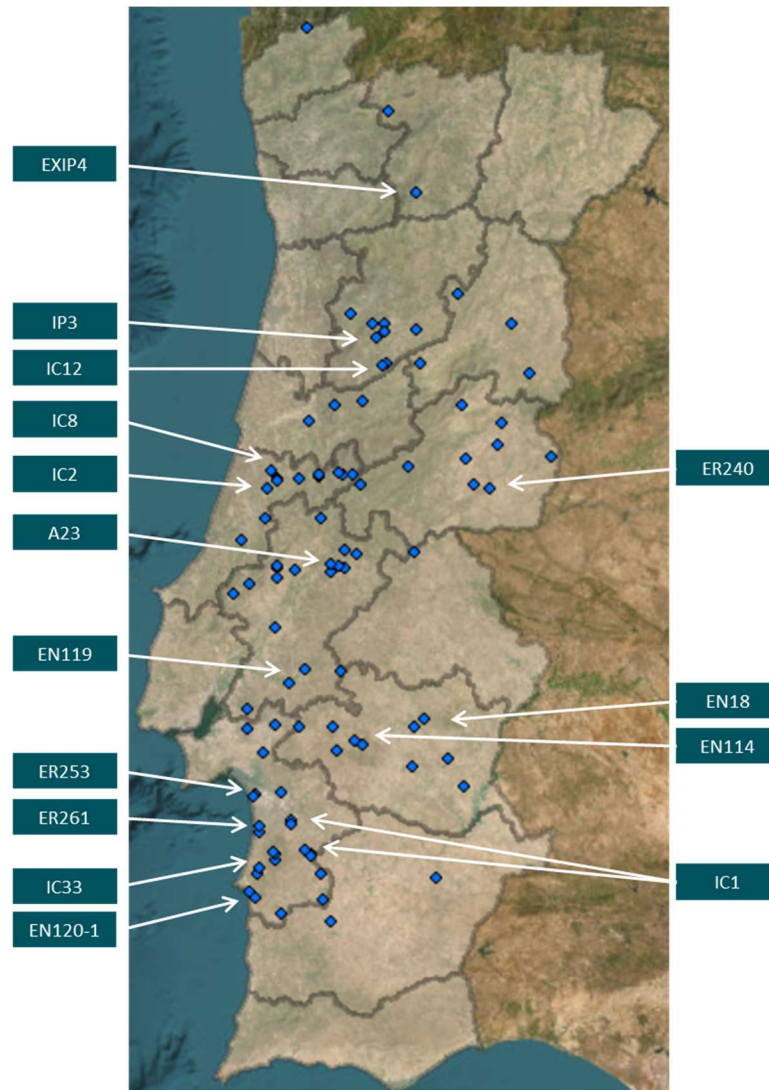 EXIP4
IP3
IC12
IC8
IC2
ER240
A23
EN119
EN18
EN114
ER253
ER261
IC33
IC1
EN120-1